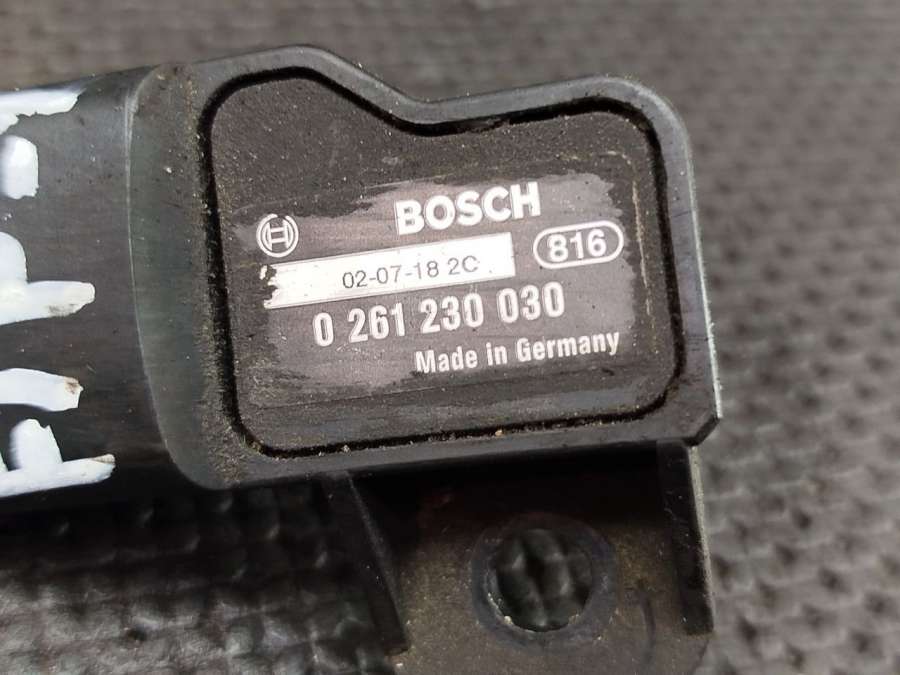 BOSCH
816
02-07-18 2C
0 261 230 030
Made in Germany